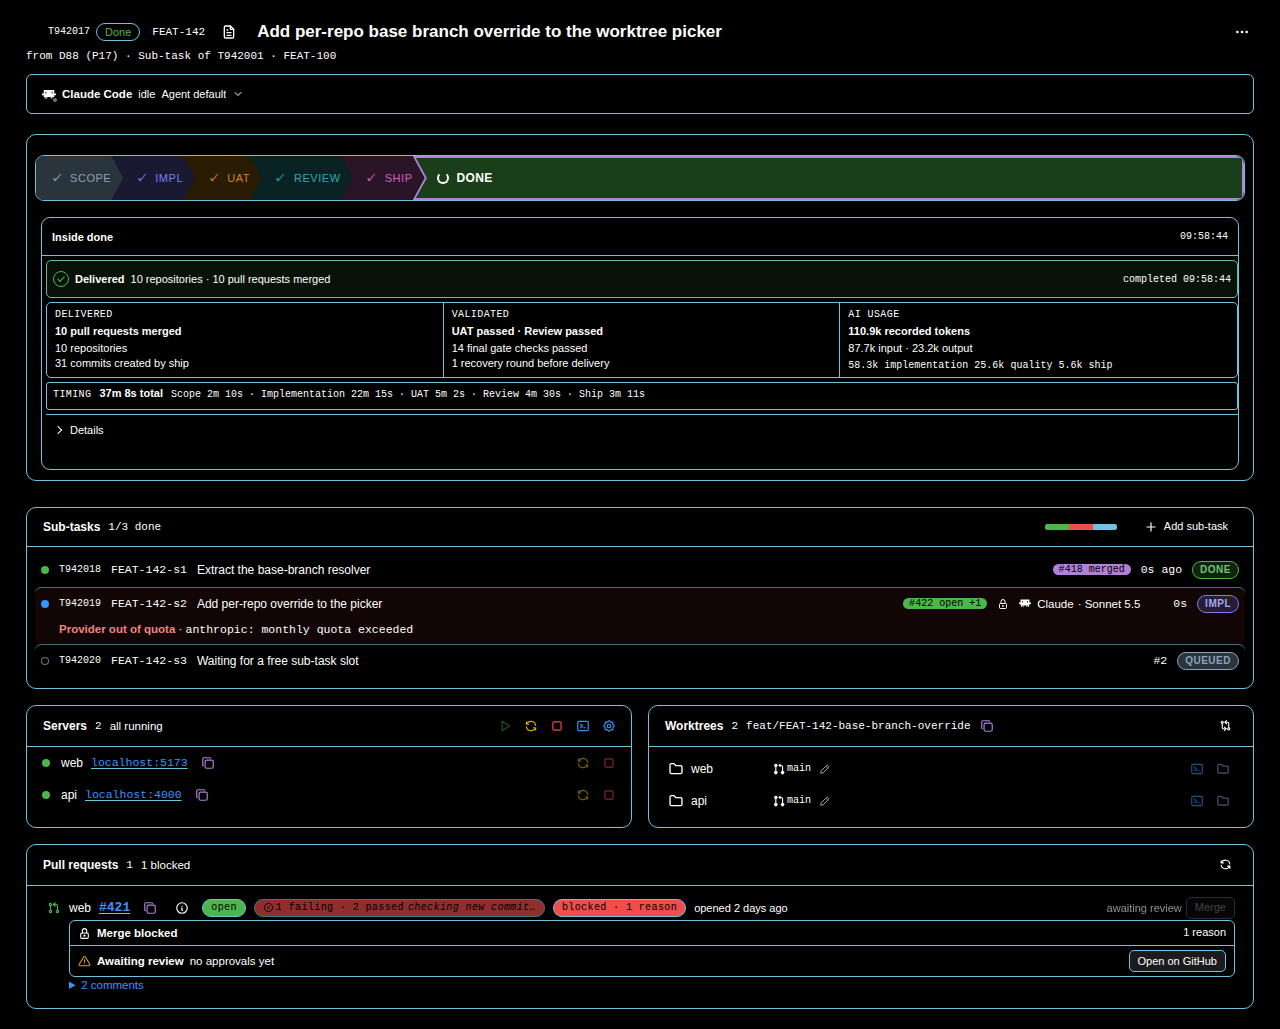 T942017 Done FEAT-142 Add per-repo base branch override to the worktree picker
from D88 (P17) · Sub-task of T942001 · FEAT-100
Claude Code idle Agent default
SCOPE IMPL UAT REVIEW SHIP DONE
Inside done 09:58:44
Delivered 10 repositories · 10 pull requests merged completed 09:58:44
DELIVERED
10 pull requests merged
10 repositories
31 commits created by ship
VALIDATED
UAT passed · Review passed
14 final gate checks passed
1 recovery round before delivery
AI USAGE
110.9k recorded tokens
87.7k input · 23.2k output
58.3k implementation 25.6k quality 5.6k ship
TIMING 37m 8s total Scope 2m 10s · Implementation 22m 15s · UAT 5m 2s · Review 4m 30s · Ship 3m 11s
Details
Sub-tasks 1/3 done Add sub-task
T942018 FEAT-142-s1 Extract the base-branch resolver #418 merged 0s ago DONE
T942019 FEAT-142-s2 Add per-repo override to the picker #422 open +1 Claude · Sonnet 5.5 0s IMPL
Provider out of quota · anthropic: monthly quota exceeded
T942020 FEAT-142-s3 Waiting for a free sub-task slot #2 QUEUED
Servers 2 all running
web localhost:5173
api localhost:4000
Worktrees 2 feat/FEAT-142-base-branch-override
web main
api main
Pull requests 1 1 blocked
web #421 open 1 failing · 2 passed checking new commit… blocked · 1 reason opened 2 days ago awaiting review Merge
Merge blocked 1 reason
Awaiting review no approvals yet Open on GitHub
2 comments